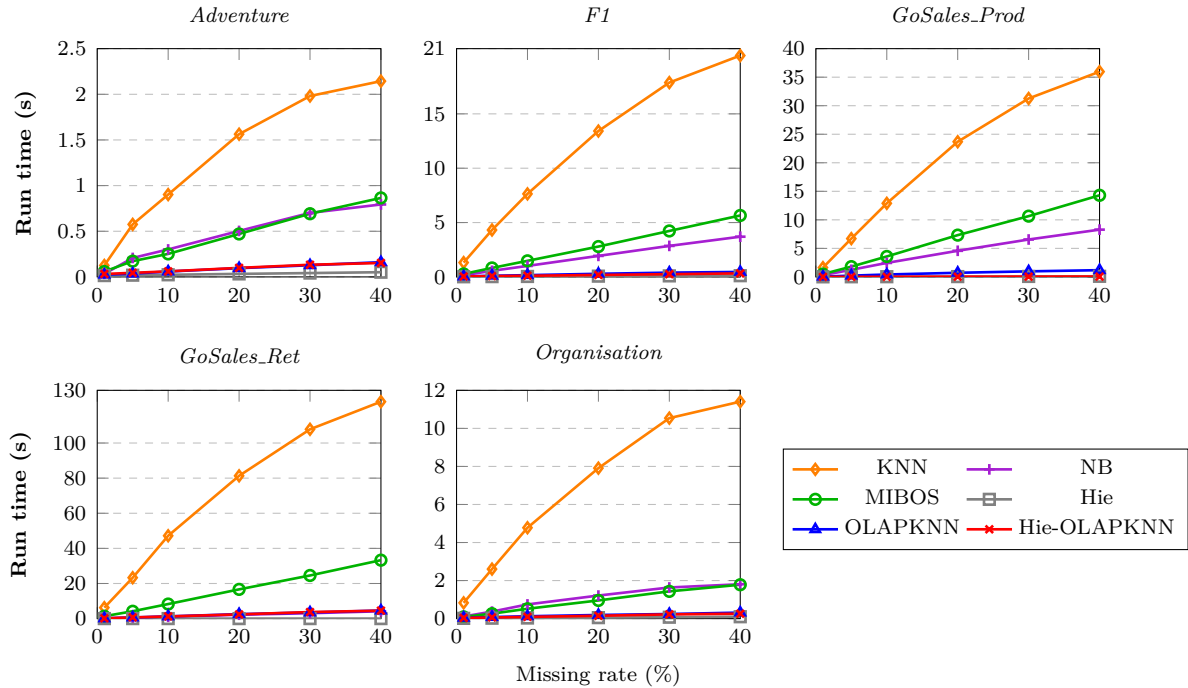 Adventure
F1
GoSales_Prod
Run time (s)
2.5
2
1.5
1
0.5
0
0 10 20 30 40
21
15
10
5
0
0 10 20 30 40
40
35
30
25
20
15
10
5
0
0 10 20 30 40
GoSales_Ret
Organisation
Run time (s)
130
100
80
60
40
20
0
0 10 20 30 40
12
10
8
6
4
2
0
0 10 20 30 40
Missing rate (%)
KNN NB
MIBOS Hie
OLAPKNN Hie-OLAPKNN